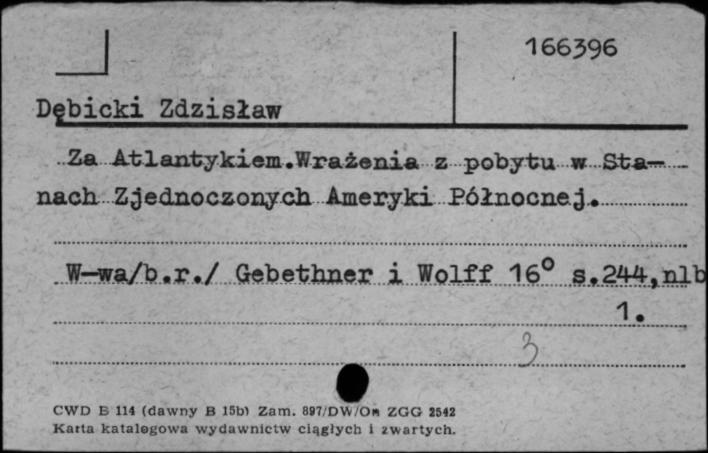 166396
Dębicki Zdzisław
Za Atlantykiem.Wrażenia z pobytu w Sta-
nach Zjednoczonych Ameryki Północnej.
W-wa/b.r./ Gebethner i Wolff 16° s.244,nlb
1.
3
CWD B 114 (dawny B 15b) Zam. 897/DW/Om ZGG 2542
Karta katalogowa wydawnictw ciągłych i zwartych.